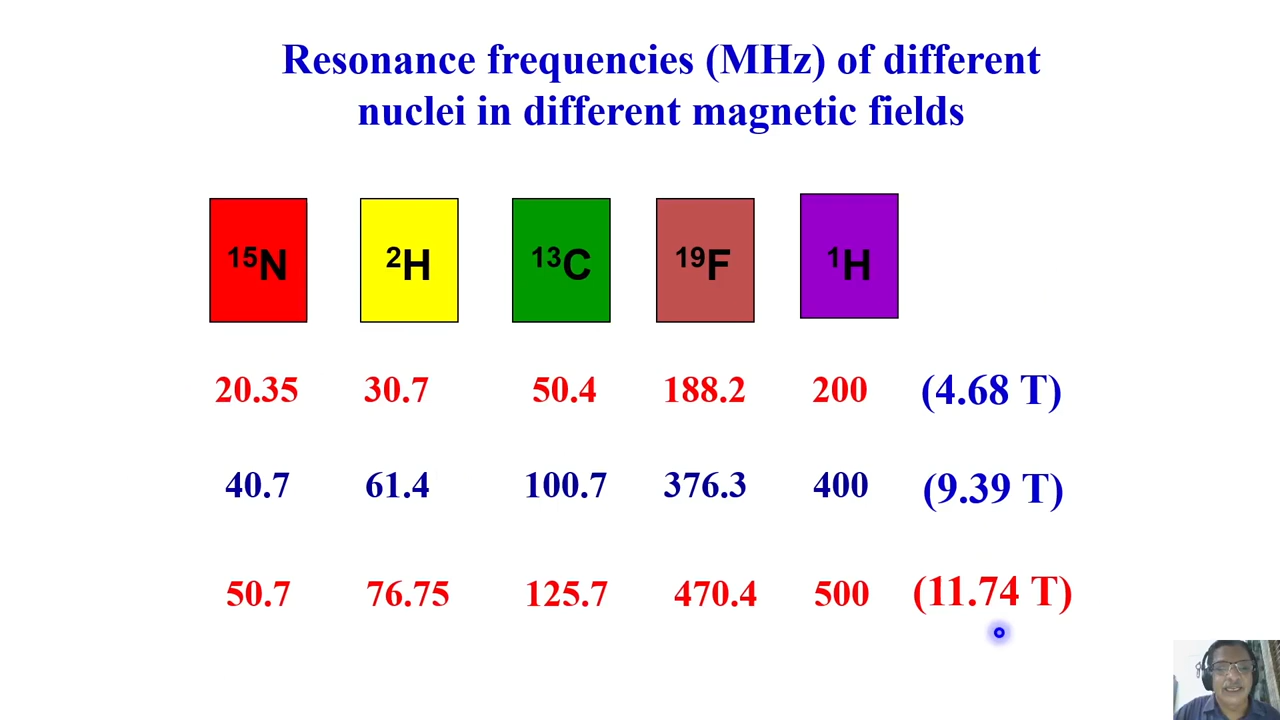 Resonance frequencies (MHz) of different
nuclei in different magnetic fields
¹⁵N ²H ¹³C ¹⁹F ¹H
20.35 30.7 50.4 188.2 200 (4.68 T)
40.7 61.4 100.7 376.3 400 (9.39 T)
50.7 76.75 125.7 470.4 500 (11.74 T)